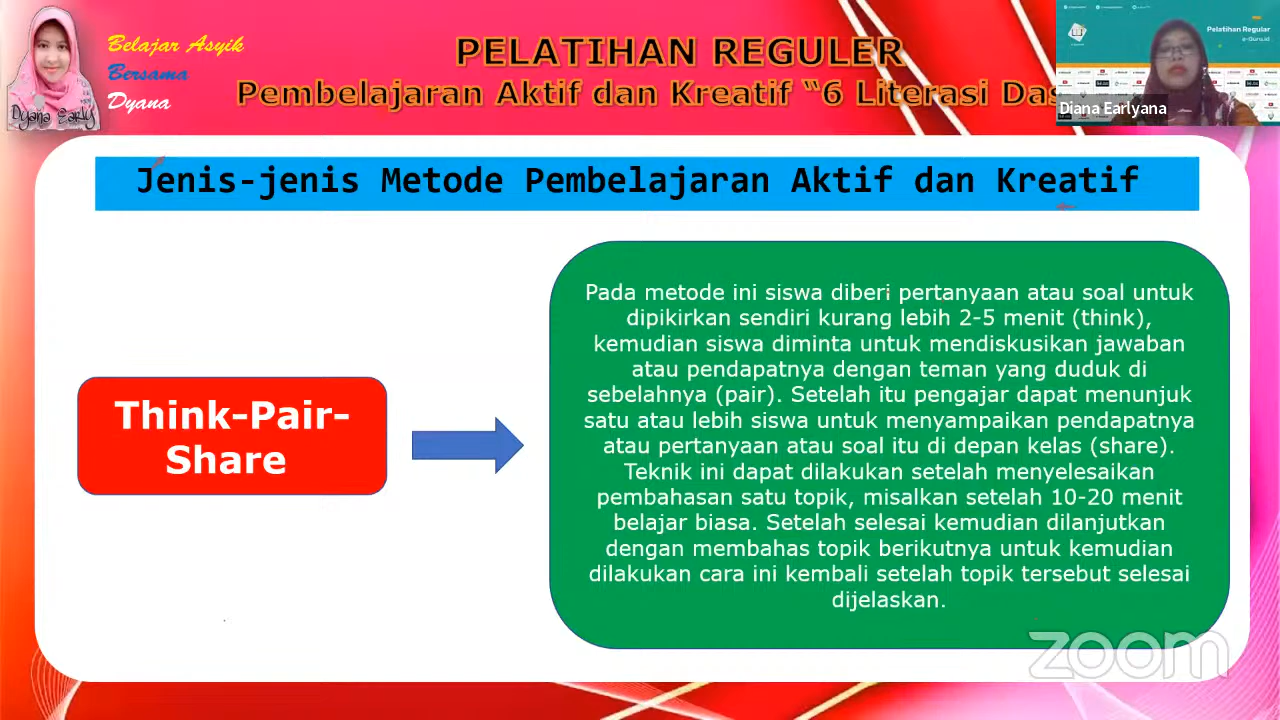 Belajar Asyik
Bersama
Dyana
Dyana Early
PELATIHAN REGULER
Pembelajaran Aktif dan Kreatif “6 Literasi Das
Pelatihan Regular
e-Guru.id
Diana Earlyana
Jenis-jenis Metode Pembelajaran Aktif dan Kreatif
Think-Pair-
Share
Pada metode ini siswa diberi pertanyaan atau soal untuk
dipikirkan sendiri kurang lebih 2-5 menit (think),
kemudian siswa diminta untuk mendiskusikan jawaban
atau pendapatnya dengan teman yang duduk di
sebelahnya (pair). Setelah itu pengajar dapat menunjuk
satu atau lebih siswa untuk menyampaikan pendapatnya
atau pertanyaan atau soal itu di depan kelas (share).
Teknik ini dapat dilakukan setelah menyelesaikan
pembahasan satu topik, misalkan setelah 10-20 menit
belajar biasa. Setelah selesai kemudian dilanjutkan
dengan membahas topik berikutnya untuk kemudian
dilakukan cara ini kembali setelah topik tersebut selesai
dijelaskan.
zoom